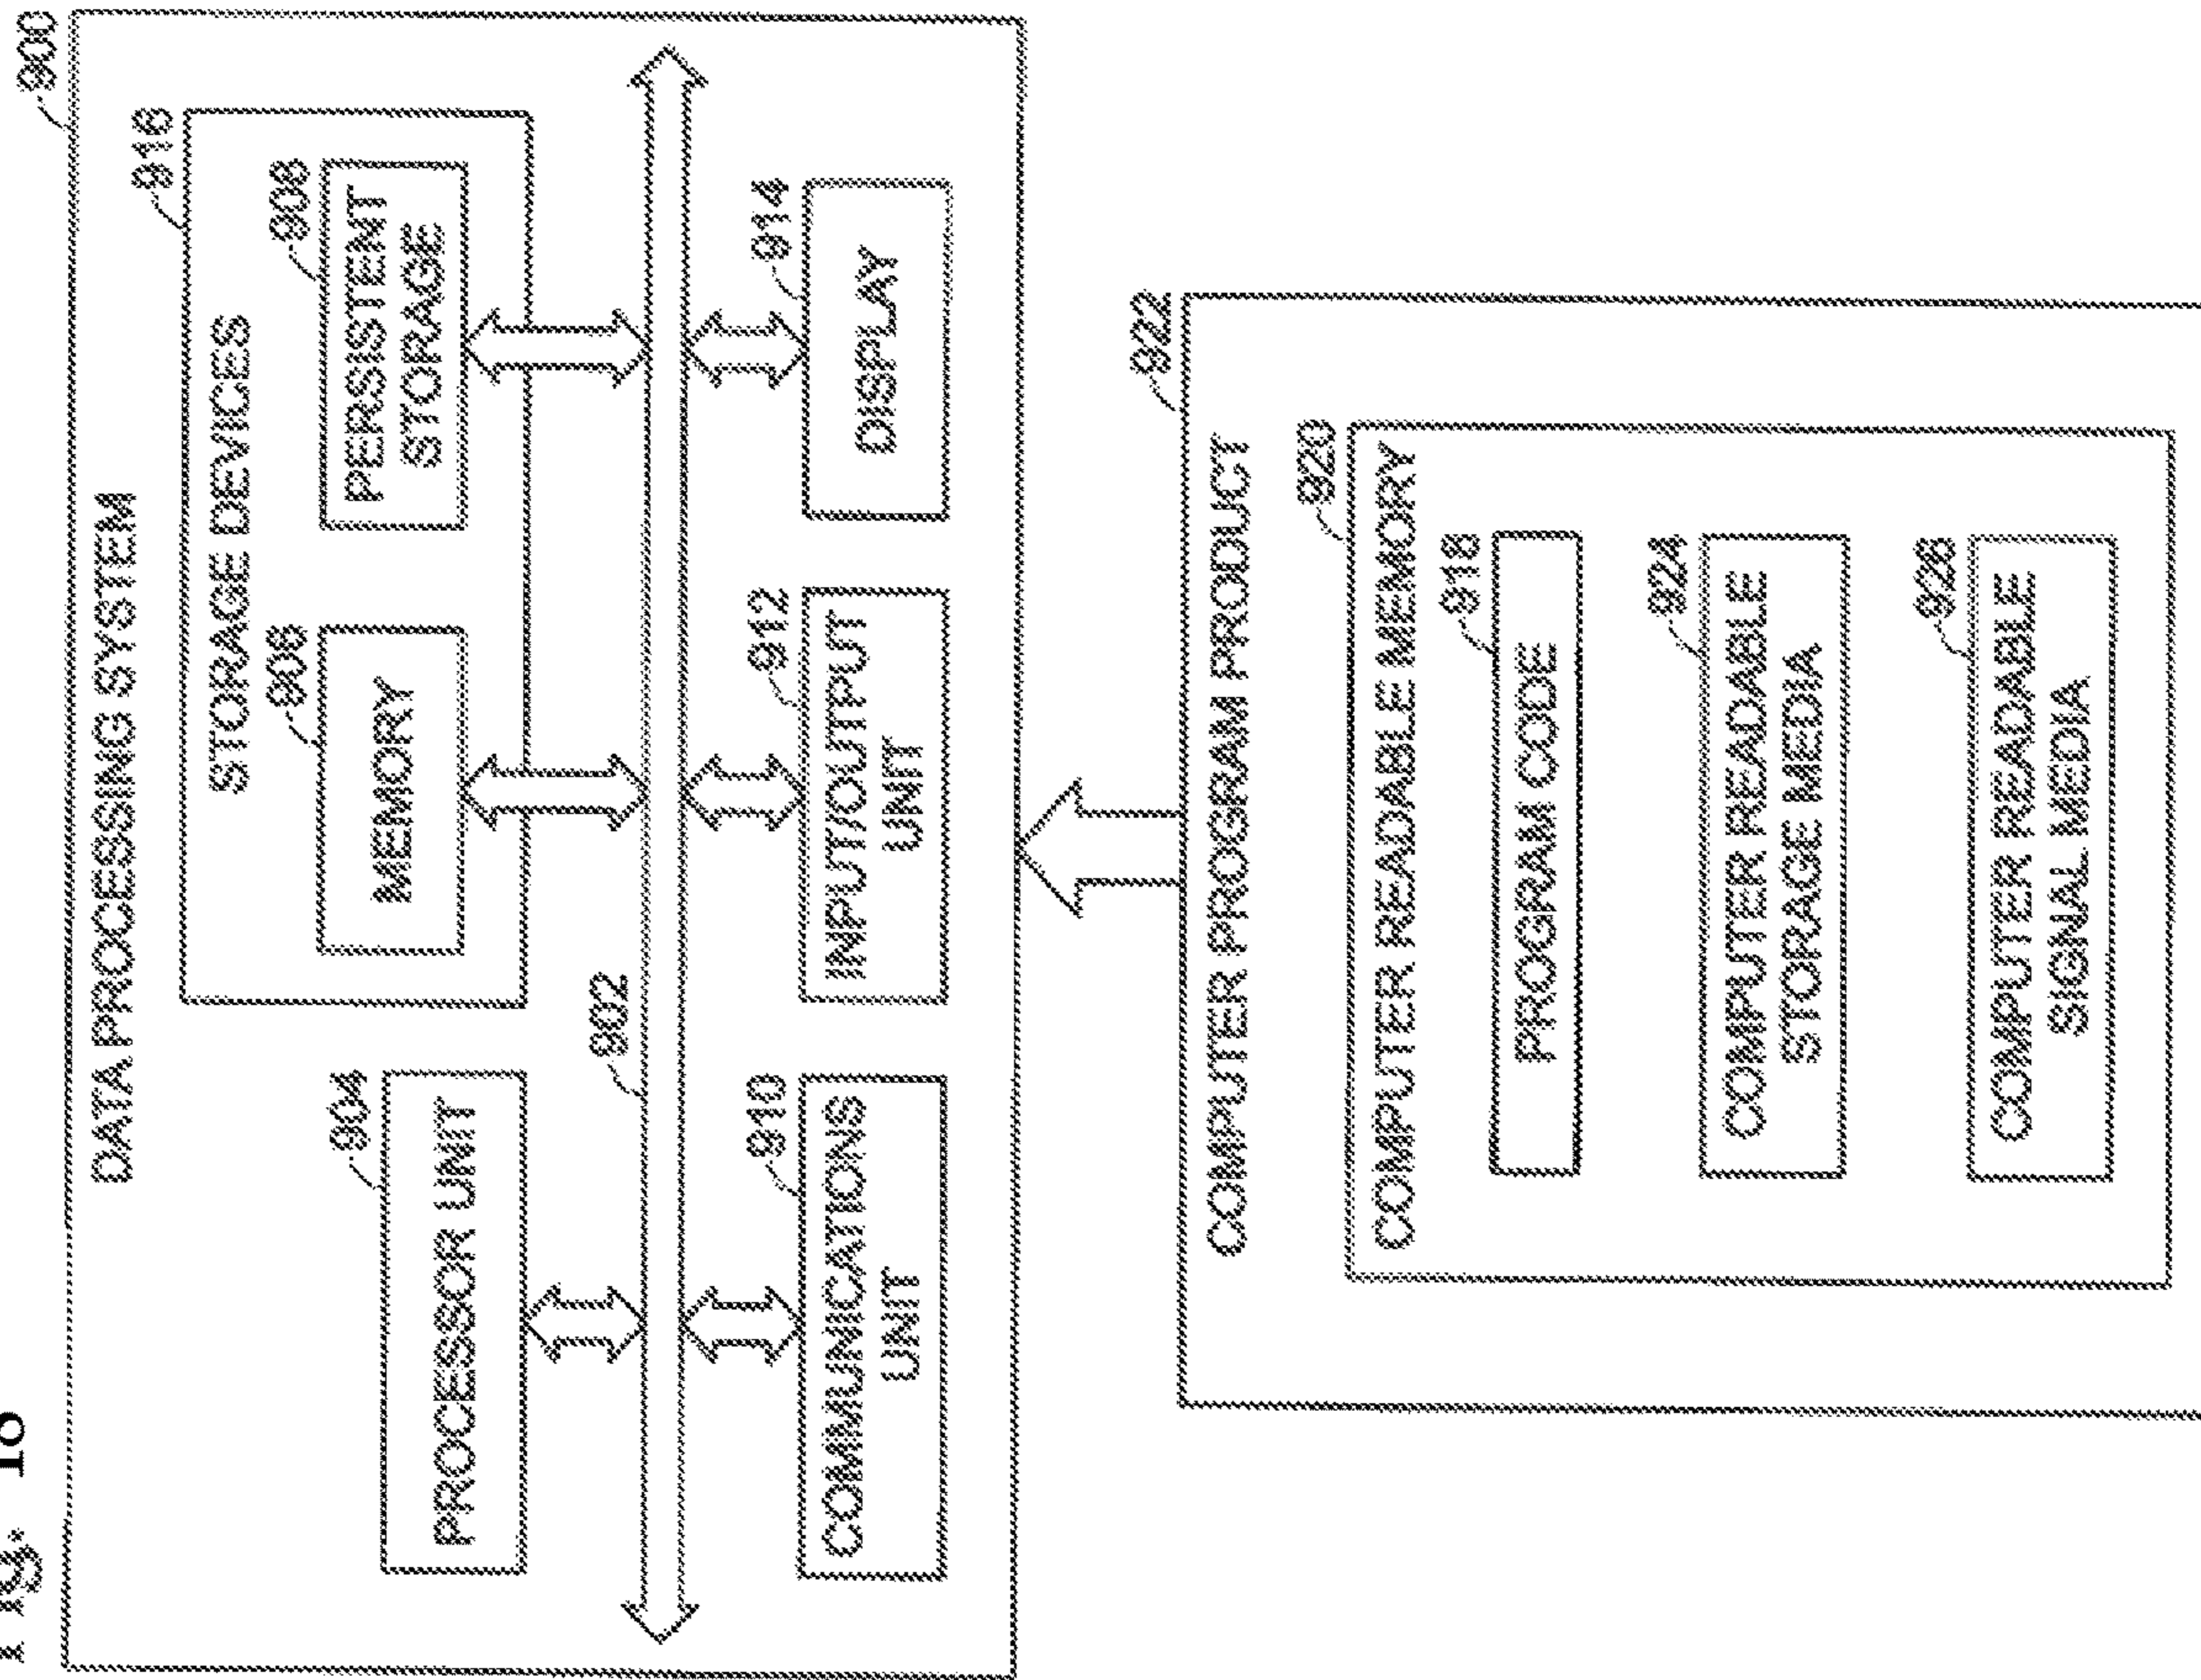 Fig. 18
900
DATA PROCESSING SYSTEM
916
STORAGE DEVICES
904
PROCESSOR UNIT
906
MEMORY
908
PERSISTENT
STORAGE
902
910
COMMUNICATIONS
UNIT
912
INPUT/OUTPUT
UNIT
914
DISPLAY
922
COMPUTER PROGRAM PRODUCT
920
COMPUTER READABLE MEMORY
918
PROGRAM CODE
924
COMPUTER READABLE
STORAGE MEDIA
926
COMPUTER READABLE
SIGNAL MEDIA